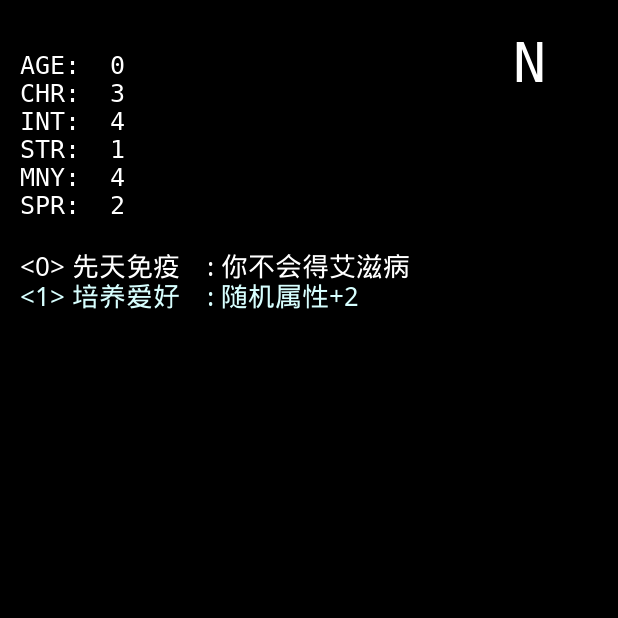 N
AGE: 0
CHR: 3
INT: 4
STR: 1
MNY: 4
SPR: 2
<0> 先天免疫 : 你不会得艾滋病
<1> 培养爱好 : 随机属性+2